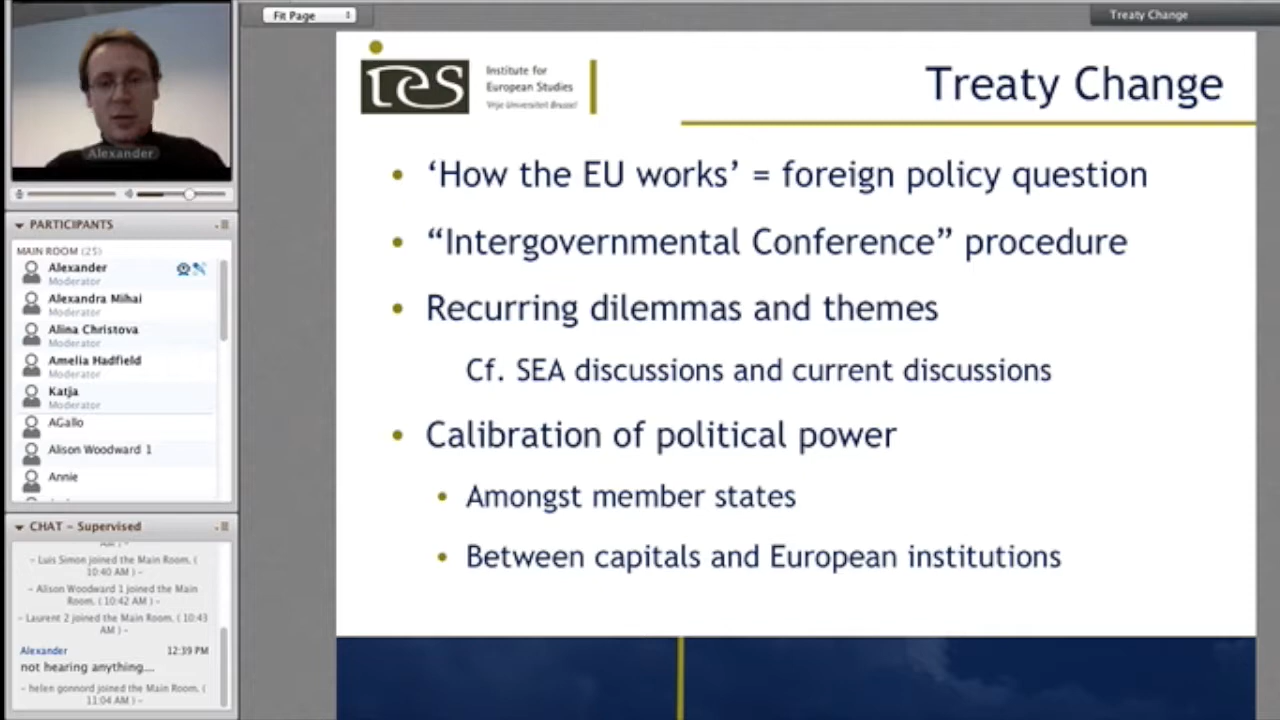 Fit Page
Treaty Change
Alexander
PARTICIPANTS
MAIN ROOM (25)
Alexander
Moderator
Alexandra Mihai
Moderator
Alina Christova
Moderator
Amelia Hadfield
Moderator
Katja
Moderator
AGallo
Alison Woodward 1
Annie
CHAT – Supervised
AM ) –
– Luis Simon joined the Main Room. (
10:40 AM ) –
– Alison Woodward 1 joined the Main
Room. ( 10:42 AM ) –
– Laurent 2 joined the Main Room. ( 10:43
AM ) –
Alexander 12:39 PM
not hearing anything...
– helen gonnord joined the Main Room. (
11:04 AM ) –
ies
Institute for
European Studies
Vrije Universiteit Brussel
Treaty Change
• ‘How the EU works’ = foreign policy question
• “Intergovernmental Conference” procedure
• Recurring dilemmas and themes
Cf. SEA discussions and current discussions
• Calibration of political power
• Amongst member states
• Between capitals and European institutions